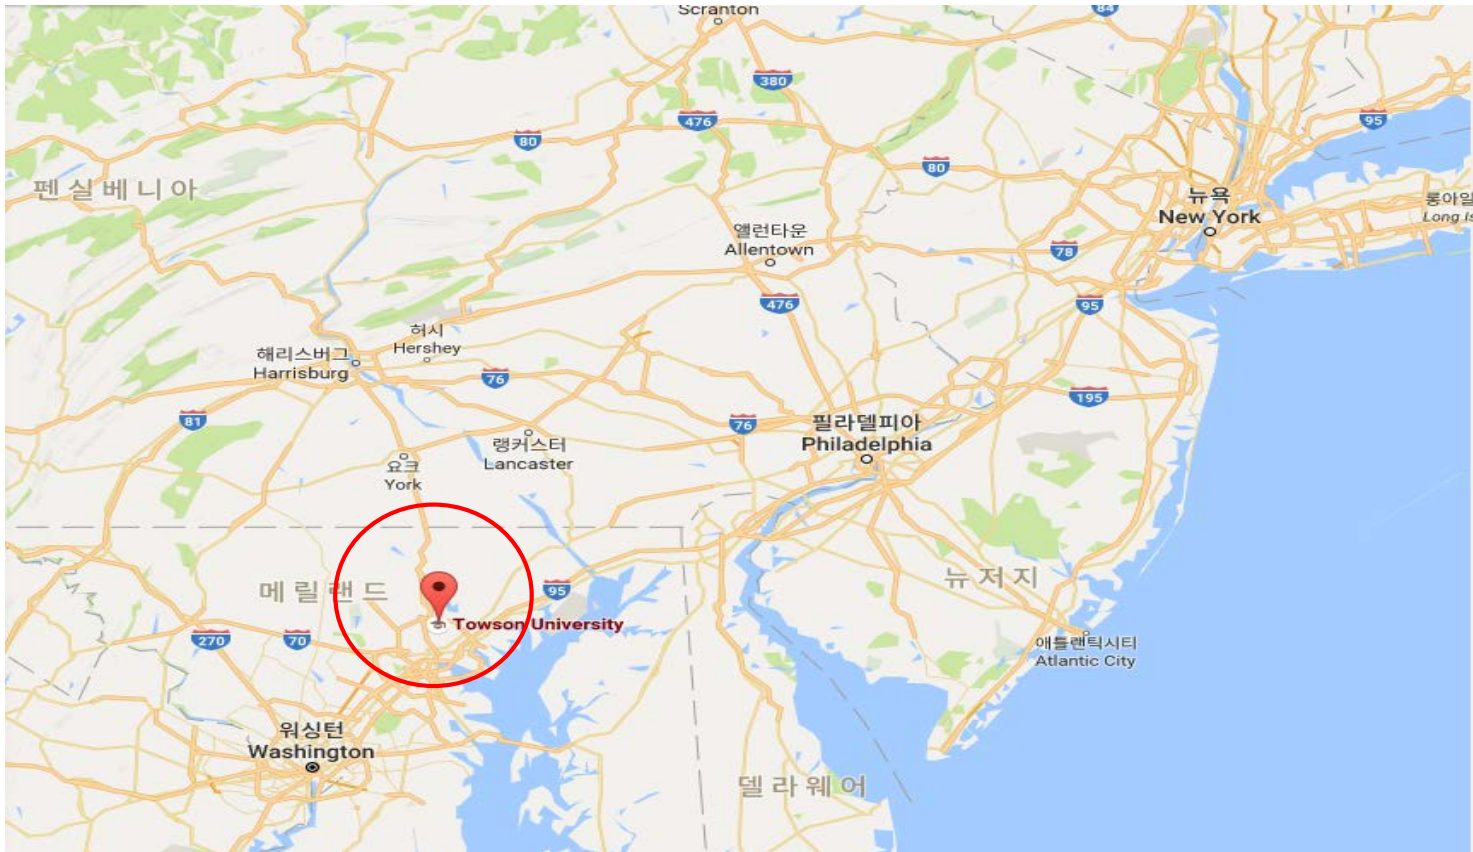 Scranton
84
380
476
95
80
80
펜실베니아
뉴욕
New York
롱아일
Long Is
앨런타운
Allentown
78
476
95
허시
Hershey
해리스버그
Harrisburg
76
195
81
76
필라델피아
Philadelphia
랭커스터
Lancaster
요크
York
메릴랜드
95
뉴저지
Towson University
270
70
애틀랜틱시티
Atlantic City
워싱턴
Washington
델라웨어